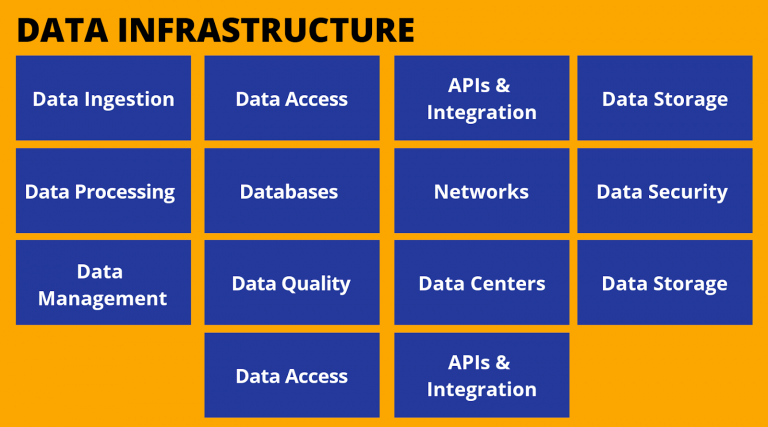 DATA INFRASTRUCTURE
Data Ingestion
Data Access
APIs &
Integration
Data Storage
Data Processing
Databases
Networks
Data Security
Data
Management
Data Quality
Data Centers
Data Storage
Data Access
APIs &
Integration